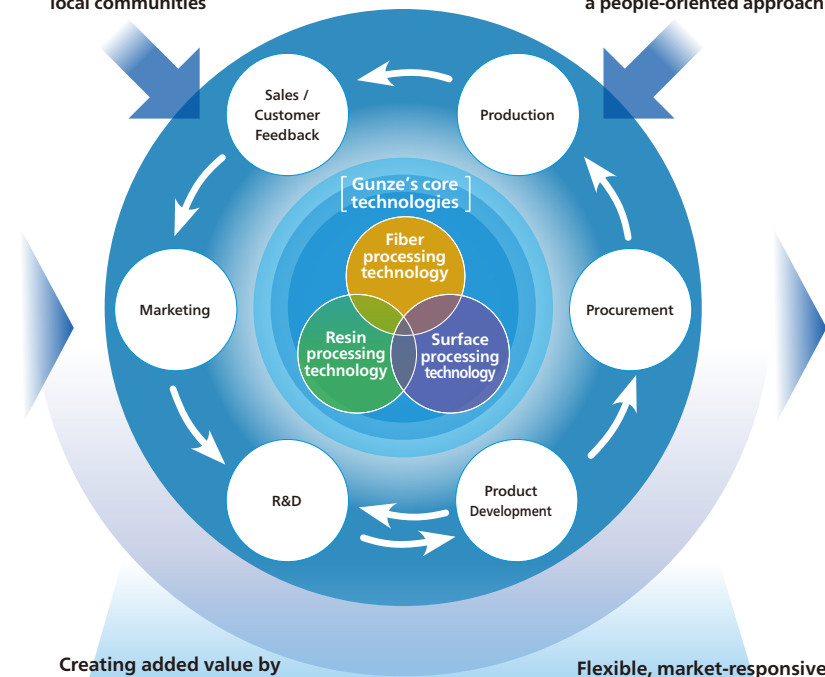 local communities
a people-oriented approach
Sales /
Customer
Feedback
Production
Gunze's core
technologies
Fiber
processing
technology
Marketing
Procurement
Resin
processing
technology
Surface
processing
technology
R&D
Product
Development
Creating added value by
Flexible, market-responsive